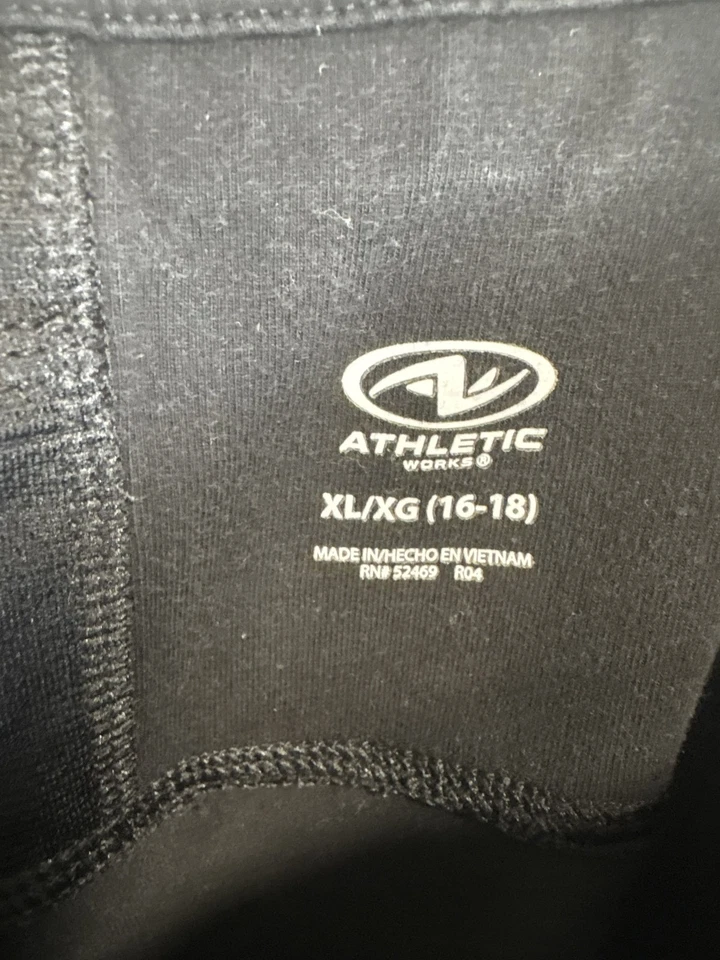 ATHLETIC
WORKS®
XL/XG (16-18)
MADE IN/HECHO EN VIETNAM
RN# 52469 R04